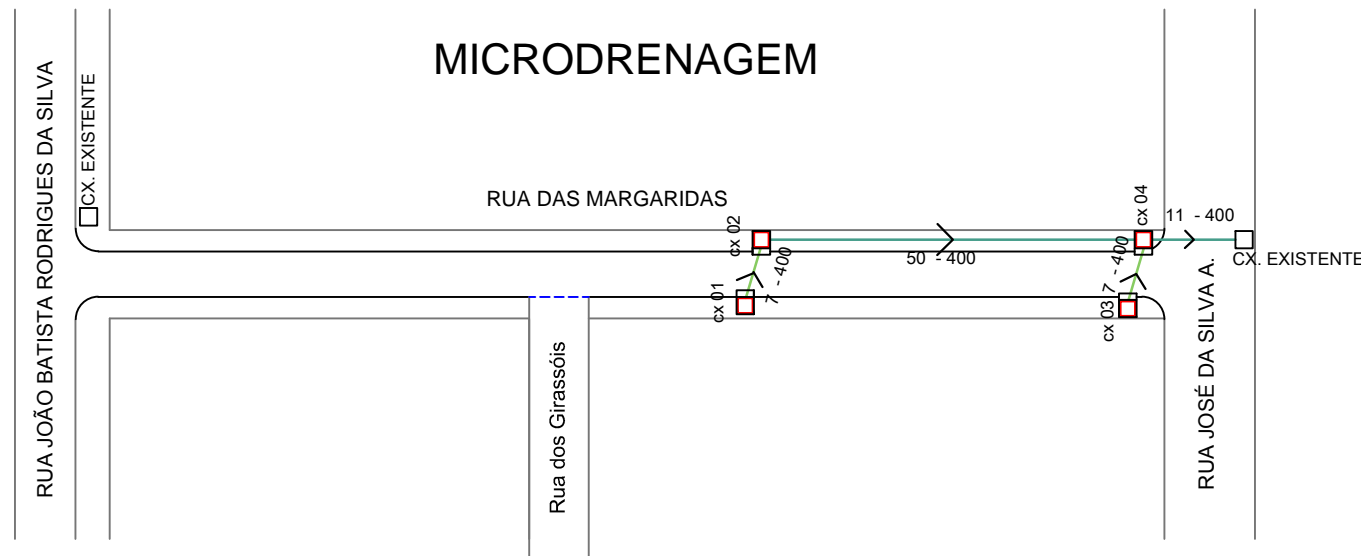 MICRODRENAGEM
RUA JOÃO BATISTA RODRIGUES DA SILVA
CX. EXISTENTE
RUA DAS MARGARIDAS
cx 02
cx 04
11 - 400
50 - 400
CX. EXISTENTE
7 - 400
7 - 400
cx 01
cx 03
Rua dos Girassóis
RUA JOSÉ DA SILVA A.